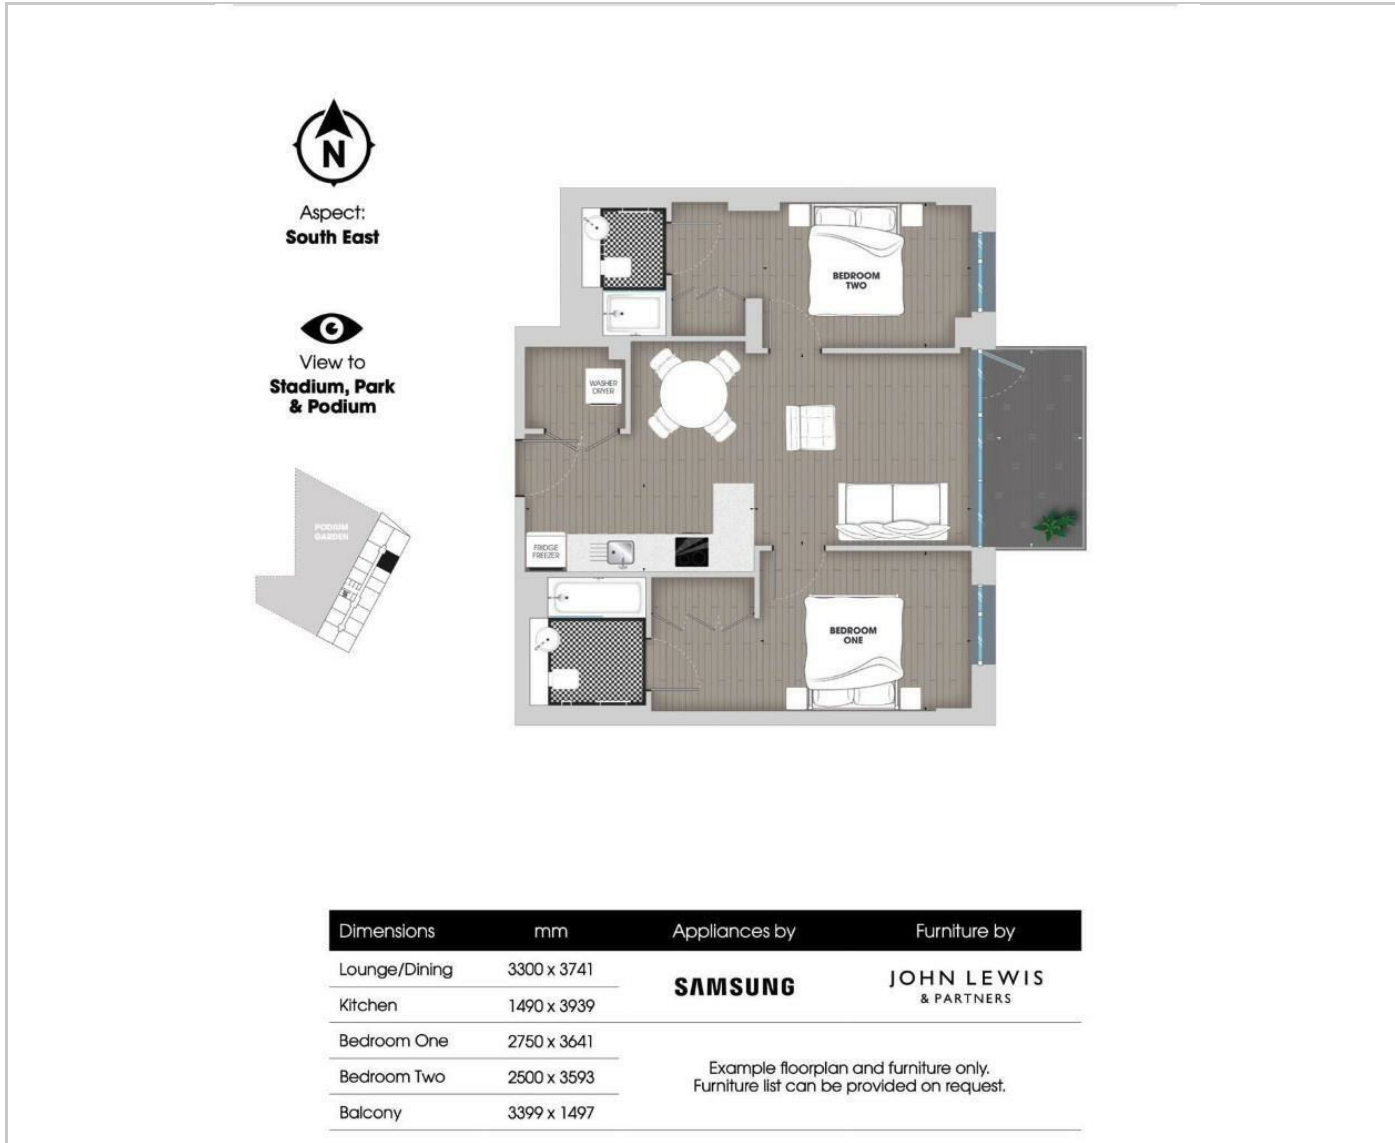 N
Aspect:
South East
View to
Stadium, Park
& Podium
PODIUM
GARDEN
BEDROOM
TWO
WASHER
DRYER
FRIDGE
FREEZER
BEDROOM
ONE
Dimensions mm Appliances by Furniture by
Lounge/Dining 3300 x 3741
Kitchen 1490 x 3939
Bedroom One 2750 x 3641
Bedroom Two 2500 x 3593
Balcony 3399 x 1497
SAMSUNG
JOHN LEWIS
& PARTNERS
Example floorplan and furniture only.
Furniture list can be provided on request.